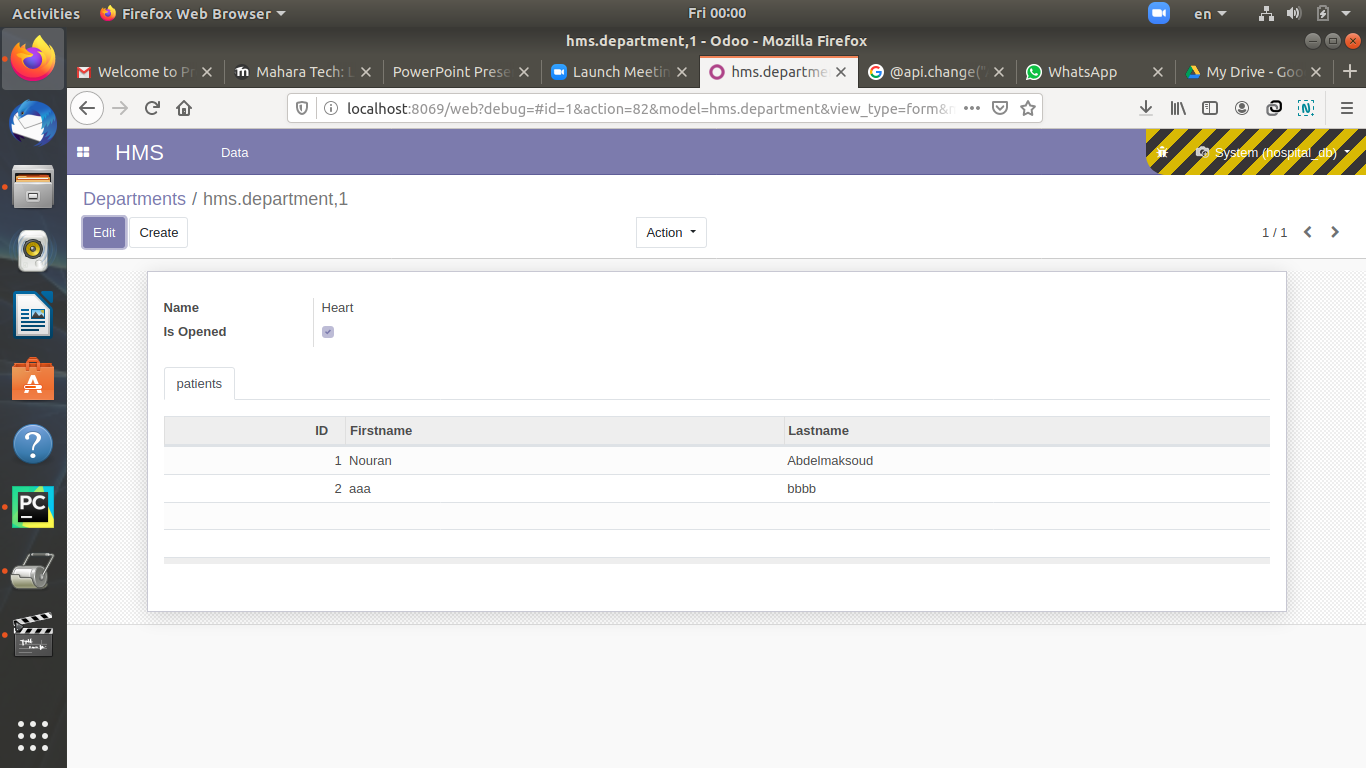 Activities Firefox Web Browser Fri 00:00 en
hms.department,1 - Odoo - Mozilla Firefox
Welcome to Pr Mahara Tech: L PowerPoint Prese Launch Meetin hms.departme @api.change(" WhatsApp My Drive - Goo
localhost:8069/web?debug=#id=1&action=82&model=hms.department&view_type=form&
HMS Data System (hospital_db)
Departments / hms.department,1
Edit Create Action 1 / 1
Name Heart
Is Opened
patients
ID Firstname Lastname
1 Nouran Abdelmaksoud
2 aaa bbbb
PC